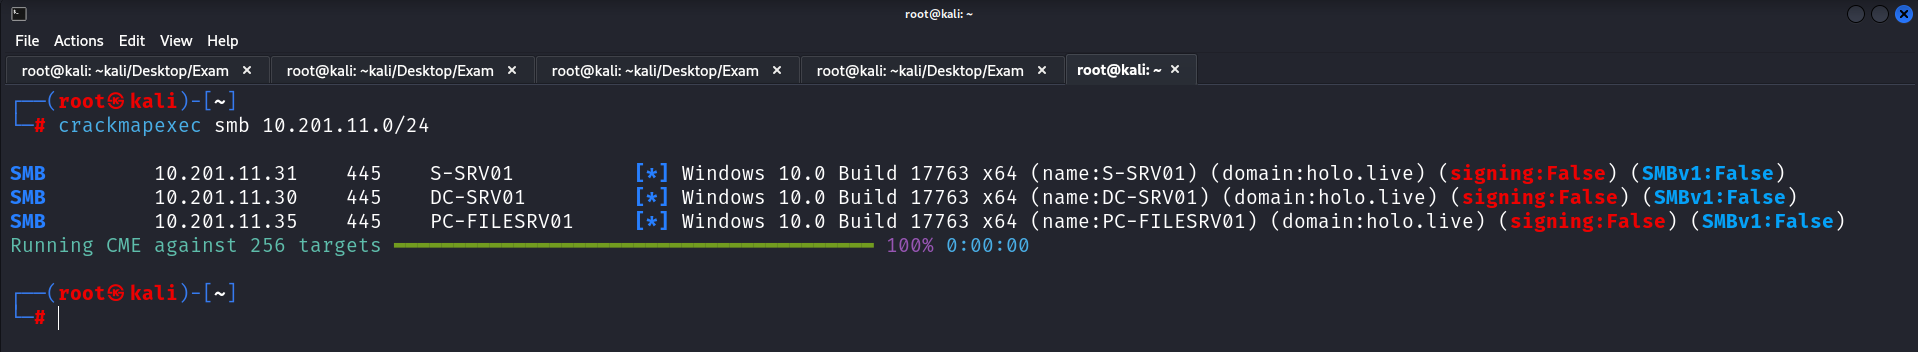 root@kali: ~
File Actions Edit View Help
root@kali: ~kali/Desktop/Exam × root@kali: ~kali/Desktop/Exam × root@kali: ~kali/Desktop/Exam × root@kali: ~kali/Desktop/Exam × root@kali: ~ ×
┌──(root㉿kali)-[~]
└─# crackmapexec smb 10.201.11.0/24
SMB 10.201.11.31 445 S-SRV01 [*] Windows 10.0 Build 17763 x64 (name:S-SRV01) (domain:holo.live) (signing:False) (SMBv1:False)
SMB 10.201.11.30 445 DC-SRV01 [*] Windows 10.0 Build 17763 x64 (name:DC-SRV01) (domain:holo.live) (signing:False) (SMBv1:False)
SMB 10.201.11.35 445 PC-FILESRV01 [*] Windows 10.0 Build 17763 x64 (name:PC-FILESRV01) (domain:holo.live) (signing:False) (SMBv1:False)
Running CME against 256 targets ━━━━━━━━━━━━━━━━━━━━━━━━━━━━━━━━━━━━━━━━ 100% 0:00:00
┌──(root㉿kali)-[~]
└─#